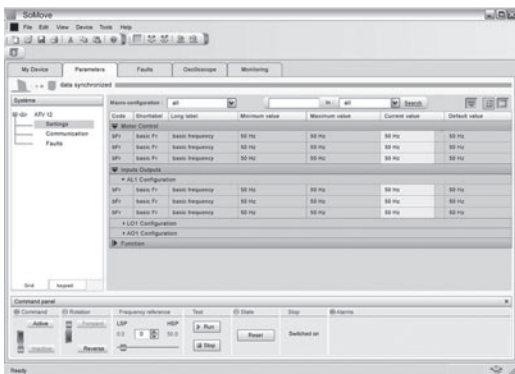 SoMove
File Edit View Device Tools Help
My Device Parameters Faults Oscilloscope Monitoring
data synchronized
Système
ATV 12
Settings
Communication
Faults
Macro-configuration : all In : all Search
Code Shortlabel Long label Minimum value Maximum value Current value Default value
Motor Control
bFr basic Fr basic frequency 50 Hz 50 Hz 50 Hz 50 Hz
bFr basic Fr basic frequency 50 Hz 50 Hz 50 Hz 50 Hz
bFr basic Fr basic frequency 50 Hz 50 Hz 50 Hz 50 Hz
Inputs Outputs
AL1 Configuration
bFr basic Fr basic frequency 50 Hz 50 Hz 50 Hz 50 Hz
bFr basic Fr basic frequency 50 Hz 50 Hz 50 Hz 50 Hz
bFr basic Fr basic frequency 50 Hz 50 Hz 50 Hz 50 Hz
LO1 Configuration
AO1 Configuration
Function
Grid keypad
Command panel
Command Rotation Frequency reference Test State Stop Alarms
Active Forward LSP HSP Run
0.0 0 50.0 Reset Switched on
Inactive Reverse Stop
Ready